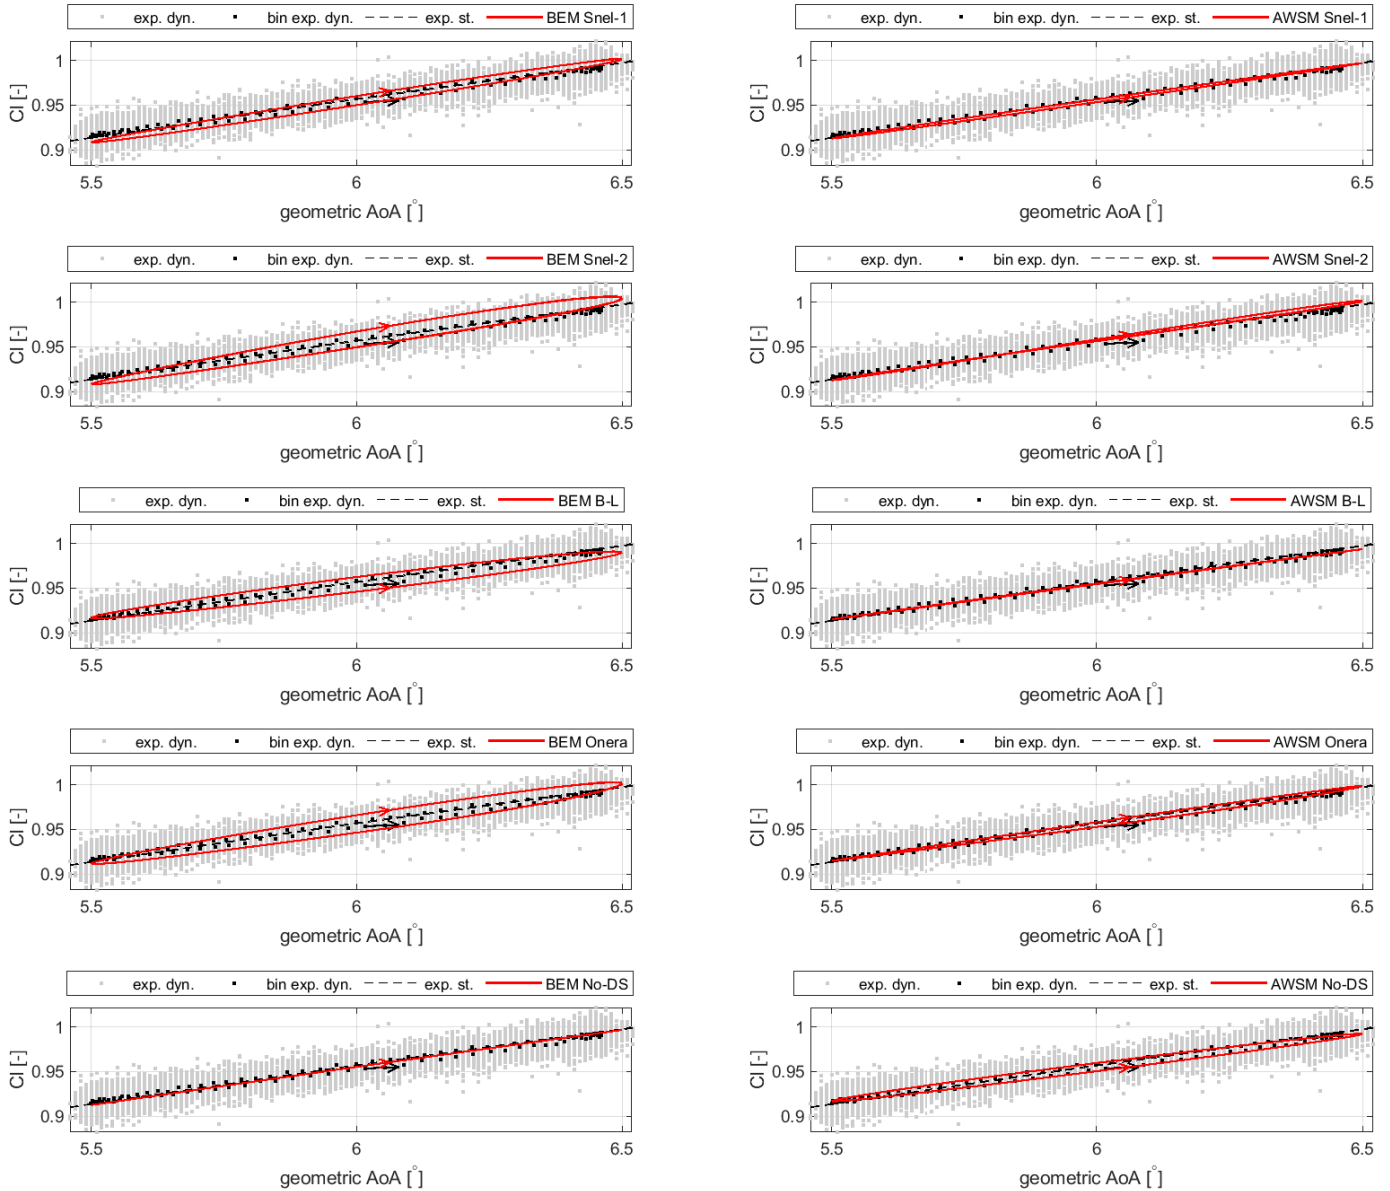 exp. dyn. bin exp. dyn. exp. st. BEM Snel-1
Cl [-]
1
0.95
0.9
5.5 6 6.5
geometric AoA [°]
exp. dyn. bin exp. dyn. exp. st. AWSM Snel-1
Cl [-]
1
0.95
0.9
5.5 6 6.5
geometric AoA [°]
exp. dyn. bin exp. dyn. exp. st. BEM Snel-2
Cl [-]
1
0.95
0.9
5.5 6 6.5
geometric AoA [°]
exp. dyn. bin exp. dyn. exp. st. AWSM Snel-2
Cl [-]
1
0.95
0.9
5.5 6 6.5
geometric AoA [°]
exp. dyn. bin exp. dyn. exp. st. BEM B-L
Cl [-]
1
0.95
0.9
5.5 6 6.5
geometric AoA [°]
exp. dyn. bin exp. dyn. exp. st. AWSM B-L
Cl [-]
1
0.95
0.9
5.5 6 6.5
geometric AoA [°]
exp. dyn. bin exp. dyn. exp. st. BEM Onera
Cl [-]
1
0.95
0.9
5.5 6 6.5
geometric AoA [°]
exp. dyn. bin exp. dyn. exp. st. AWSM Onera
Cl [-]
1
0.95
0.9
5.5 6 6.5
geometric AoA [°]
exp. dyn. bin exp. dyn. exp. st. BEM No-DS
Cl [-]
1
0.95
0.9
5.5 6 6.5
geometric AoA [°]
exp. dyn. bin exp. dyn. exp. st. AWSM No-DS
Cl [-]
1
0.95
0.9
5.5 6 6.5
geometric AoA [°]